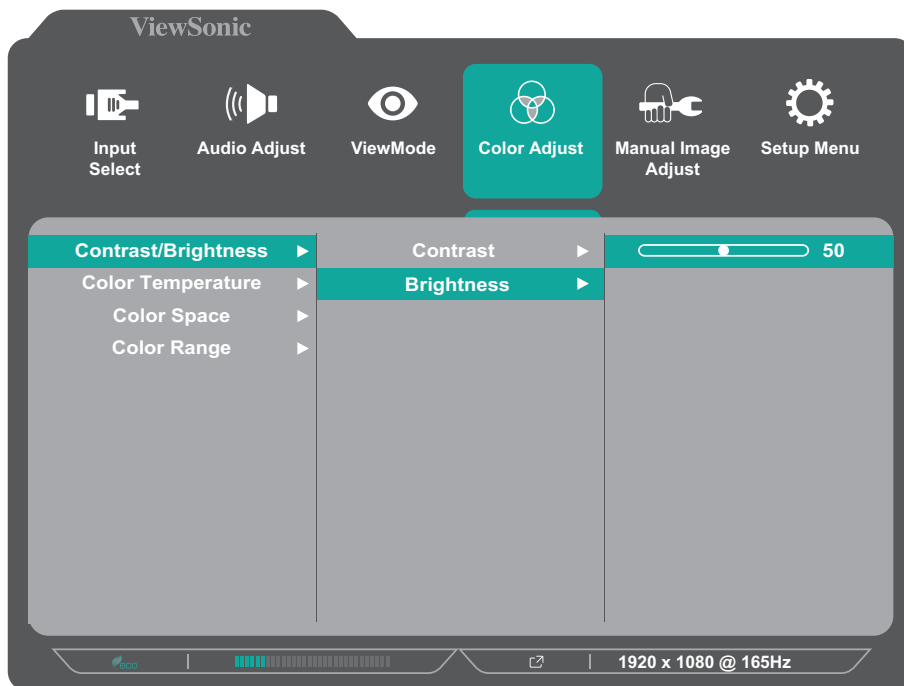 ViewSonic
Input Select
Audio Adjust
ViewMode
Color Adjust
Manual Image Adjust
Setup Menu
Contrast/Brightness
Contrast
50
Color Temperature
Brightness
Color Space
Color Range
eco
1920 x 1080 @ 165Hz